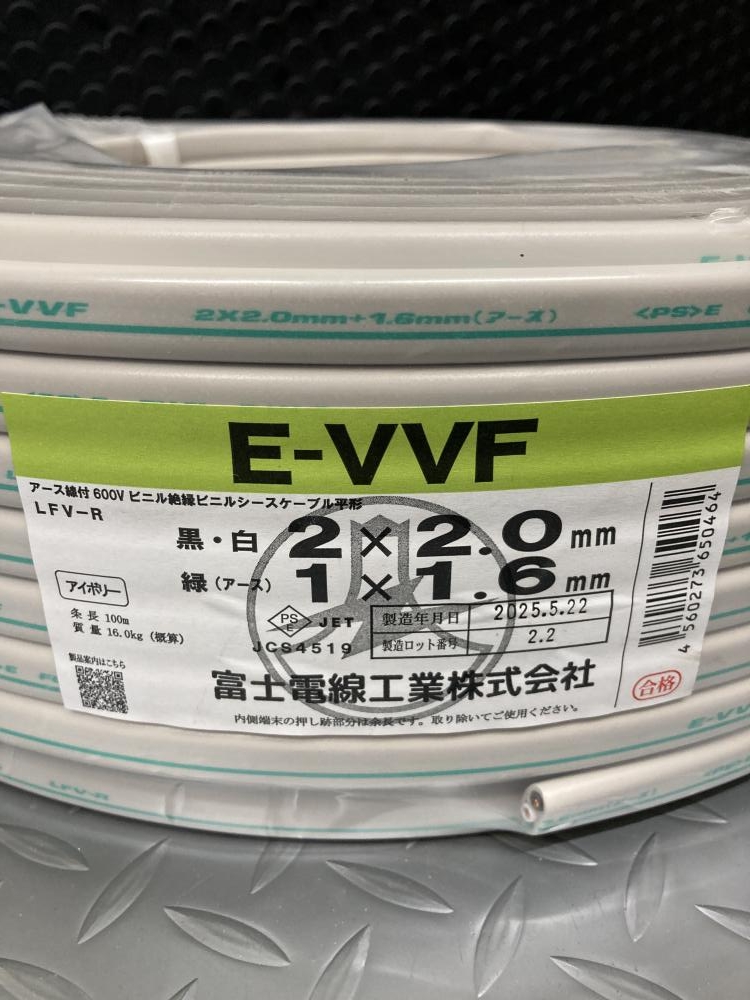 E-V
-VVF 2×2.0mm+1.6mm(アース) <PS>E
E-VVF
アース線付 600V ビニル絶縁ビニルシースケーブル平形
LFV-R
黒・白 2×2.0mm
緑(アース) 1×1.6mm
アイボリー
条長 100m
質量 16.0kg (概算)
製品案内はこちら
PS
E
JET
JCS4519
製造年月日 2025.5.22
製造ロット番号 2.2
富士電線工業株式会社
内側端末の押し跡部分は余長です。取り除いてご使用ください。
4 560273 650464
合格
E-VV
LFV-R